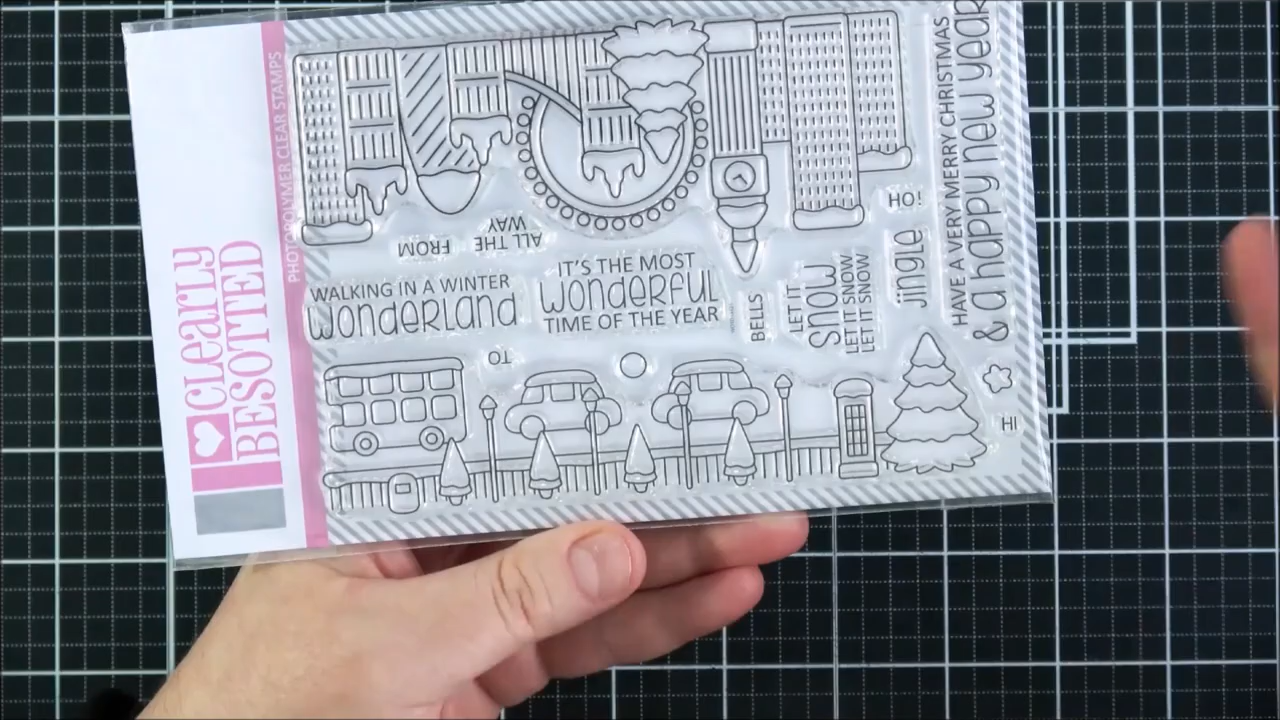 CLEARLY
BESOTTED
PHOTOPOLYMER CLEAR STAMPS
FROM
ALL THE
WAY
WALKING IN A WINTER
wonderland
IT'S THE MOST
wonderful
TIME OF THE YEAR
TO
BELLS
LET IT
SNOW
LET IT SNOW
LET IT SNOW
jingle
HO!
HAVE A VERY MERRY CHRISTMAS
& a happy new year
HI